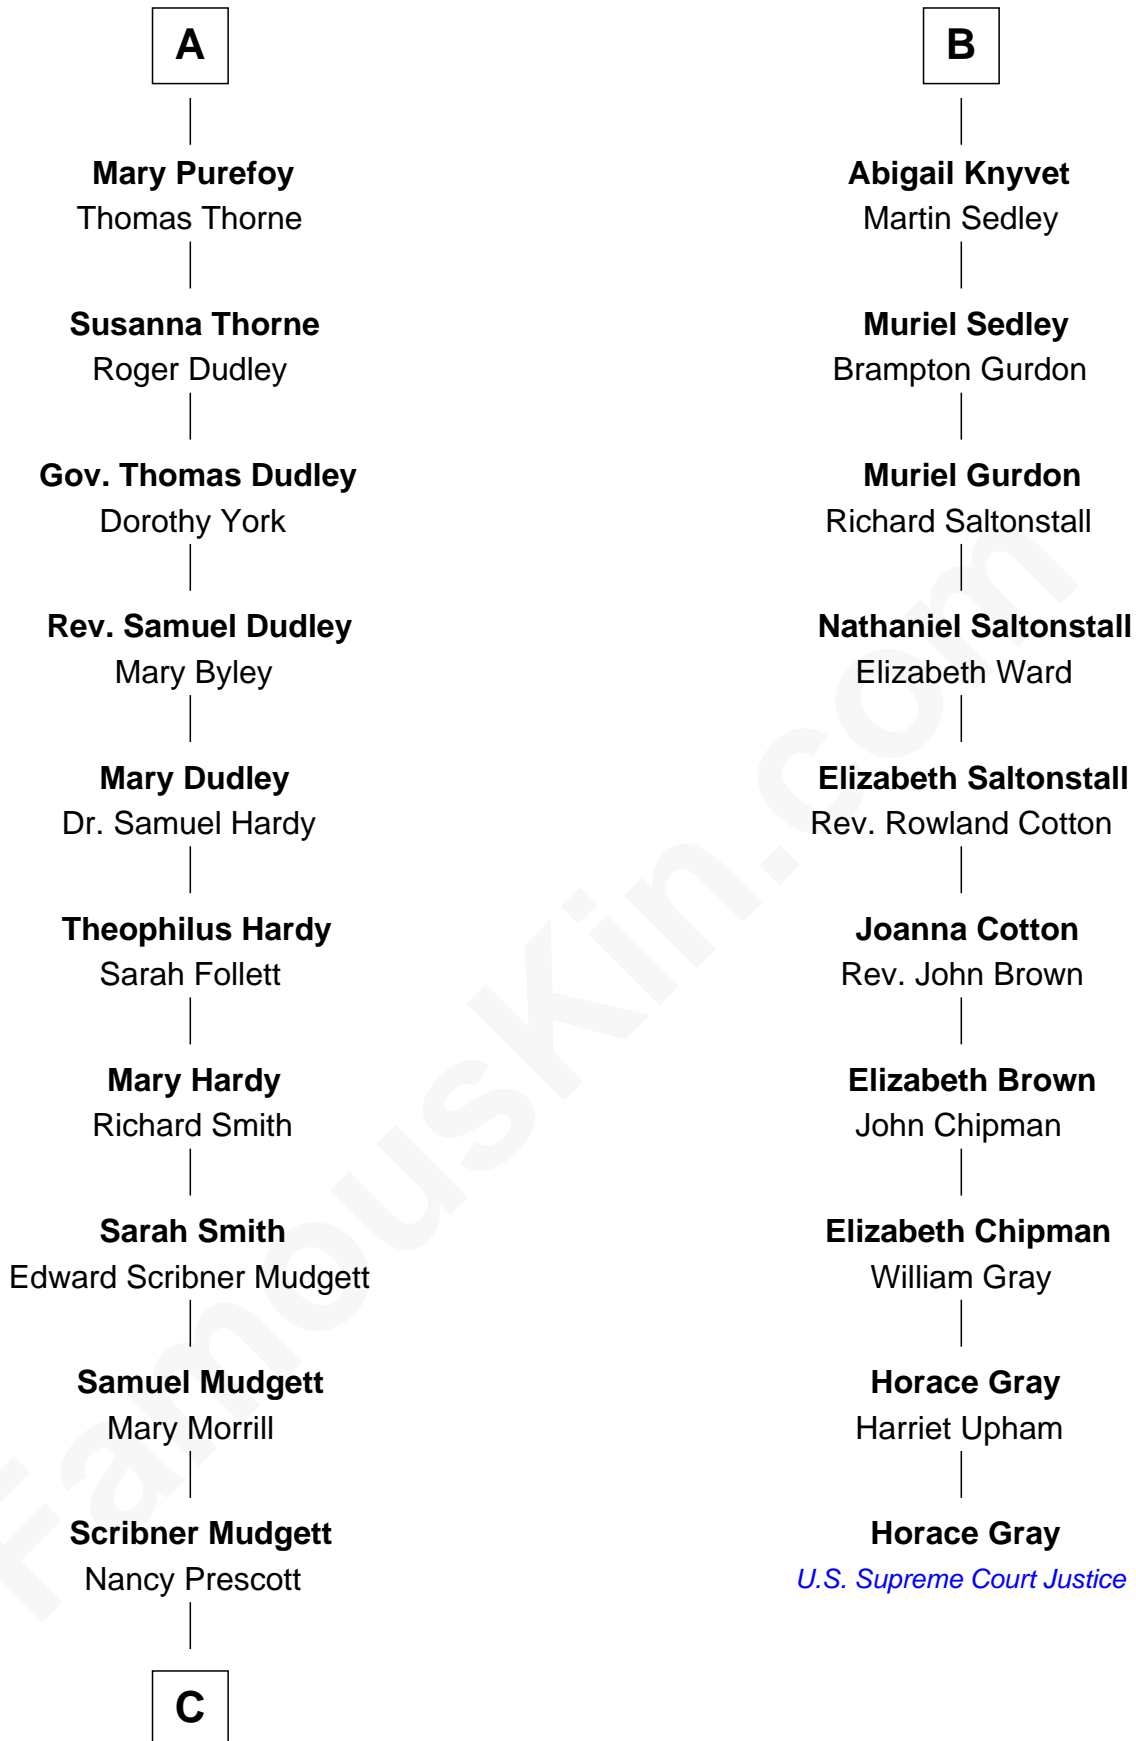 A
Mary Purefoy
Thomas Thorne
Susanna Thorne
Roger Dudley
Gov. Thomas Dudley
Dorothy York
Rev. Samuel Dudley
Mary Byley
Mary Dudley
Dr. Samuel Hardy
Theophilus Hardy
Sarah Follett
Mary Hardy
Richard Smith
Sarah Smith
Edward Scribner Mudgett
Samuel Mudgett
Mary Morrill
Scribner Mudgett
Nancy Prescott
C
B
Abigail Knyvet
Martin Sedley
Muriel Sedley
Brampton Gurdon
Muriel Gurdon
Richard Saltonstall
Nathaniel Saltonstall
Elizabeth Ward
Elizabeth Saltonstall
Rev. Rowland Cotton
Joanna Cotton
Rev. John Brown
Elizabeth Brown
John Chipman
Elizabeth Chipman
William Gray
Horace Gray
Harriet Upham
Horace Gray
U.S. Supreme Court Justice
FamousKin.com